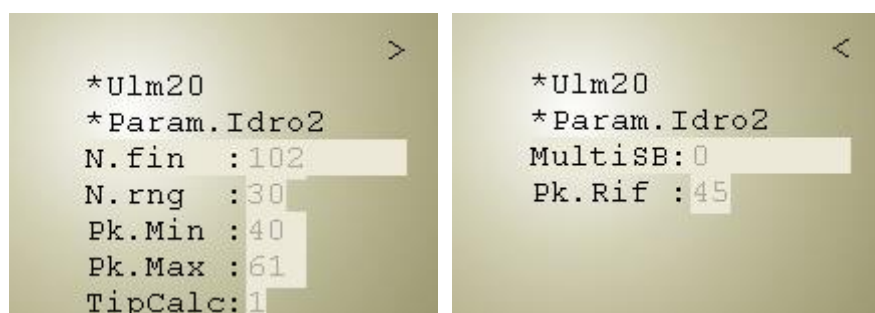 >
*Ulm20
*Param.Idro2
N.fin :102
N.rng :30
Pk.Min :40
Pk.Max :61
TipCalc:1
<
*Ulm20
*Param.Idro2
MultiSB:0
Pk.Rif :45